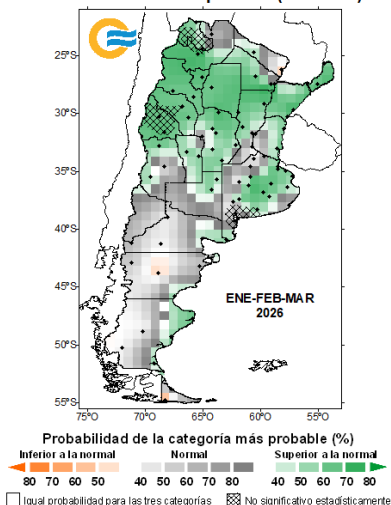 25°S
30°S
35°S
40°S
45°S
50°S
55°S
ENE-FEB-MAR
2026
75°O 70°O 65°O 60°O 55°O
Probabilidad de la categoría más probable (%)
Inferior a la normal Normal Superior a la normal
80 70 60 50 40 50 60 70 80 40 50 60 70 80
Igual probabilidad para las tres categorías No significativo estadísticamente